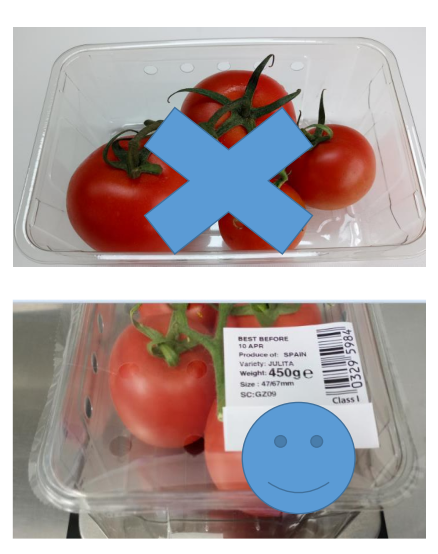 BEST BEFORE
10 APR
Produce of: SPAIN
Variety: JULITA
Weight: 450g e
Size : 47/67mm
SC:GZ09
Class I
0329 5984